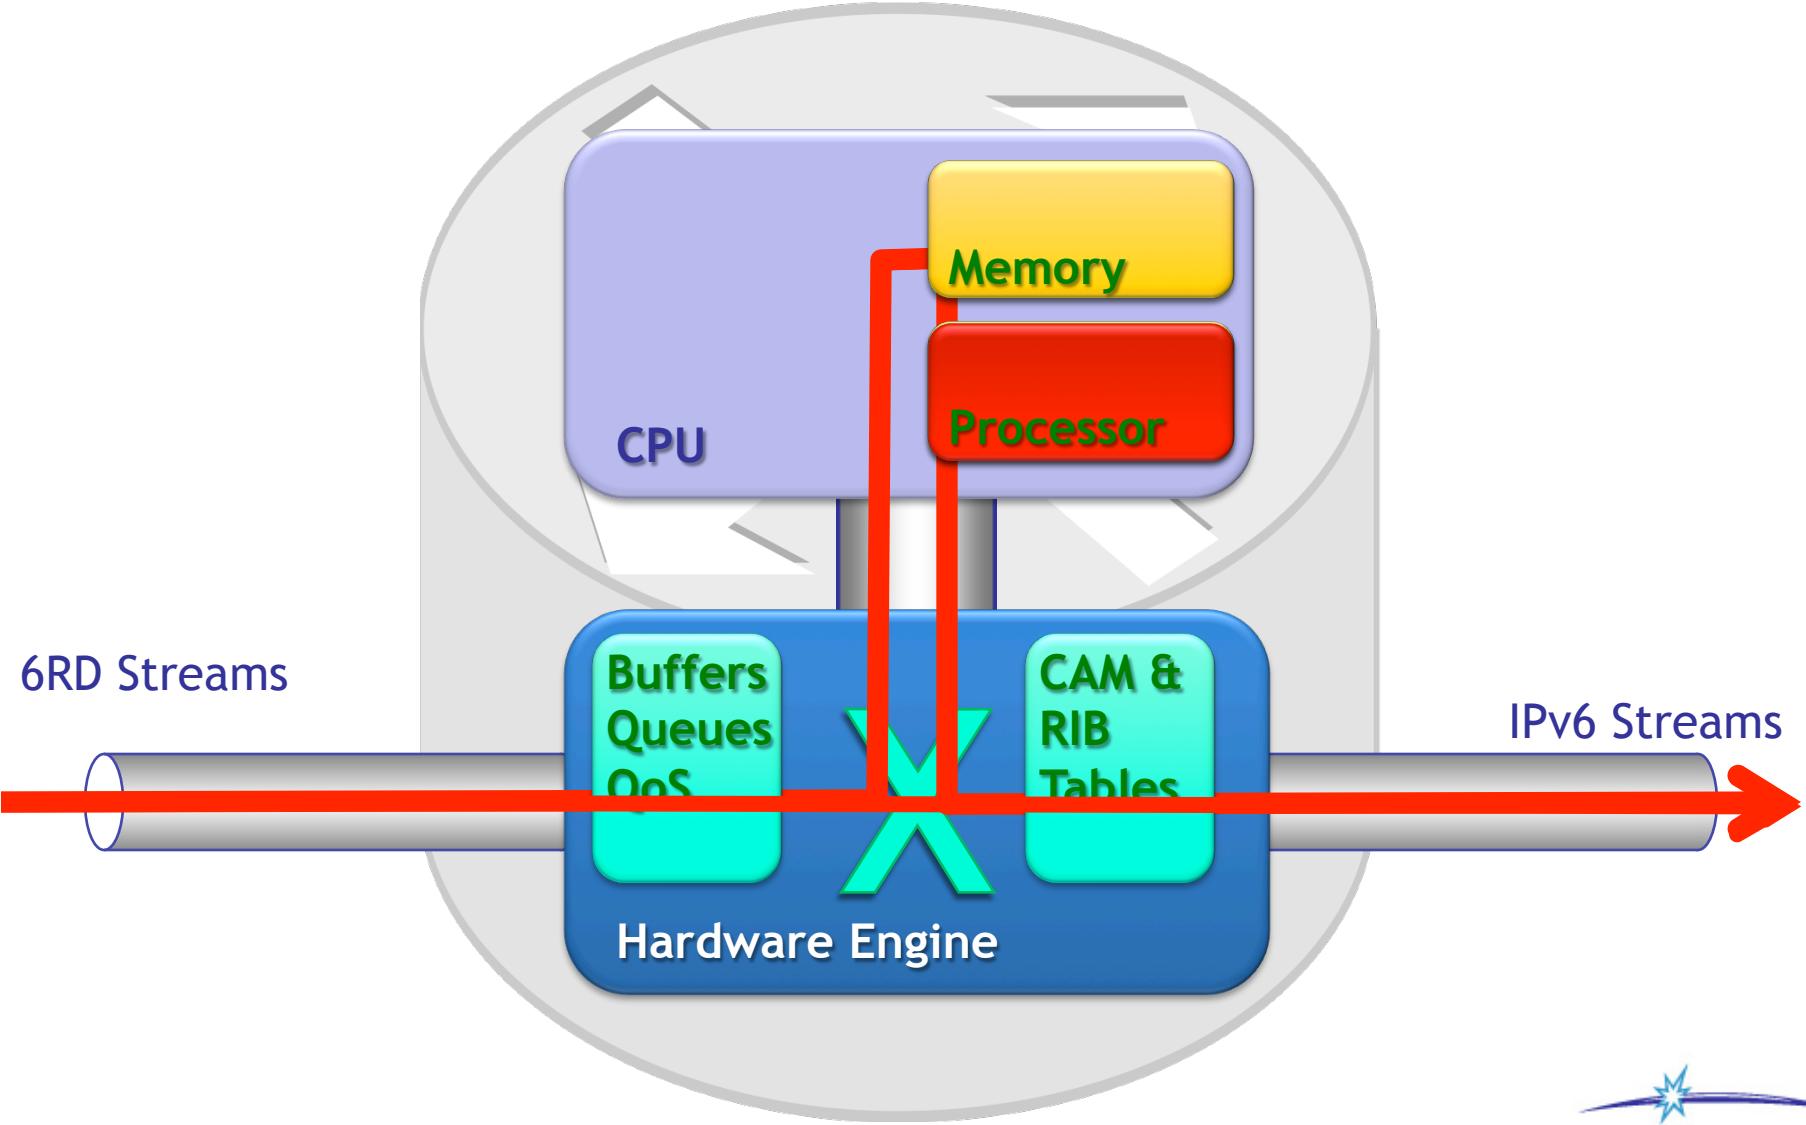 Memory
Processor
CPU
6RD Streams
Buffers
Queues
QoS
CAM &
RIB
Tables
IPv6 Streams
Hardware Engine